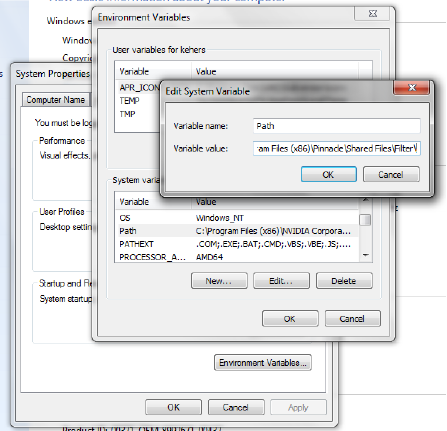 Windows e
Windo
Copyric
System Properties
Computer Name
You must be log
Performance
Visual effects,
User Profiles
Desktop settin
Startup and Re
System startup
Environment Variables...
OK
Cancel
Apply
Environment Variables
User variables for kehers
Variable
Value
APR_ICON
TEMP
TMP
Edit System Variable
Variable name:
Path
Variable value:
am Files (x86)\Pinnacle\Shared Files\Filter\
OK
Cancel
System varia
Variable
Value
OS
Windows_NT
Path
C:\Program Files (x86)\NVIDIA Corpora...
PATHEXT
.COM;.EXE;.BAT;.CMD;.VBS;.VBE;.JS;....
PROCESSOR_A...
AMD64
New...
Edit...
Delete
OK
Cancel